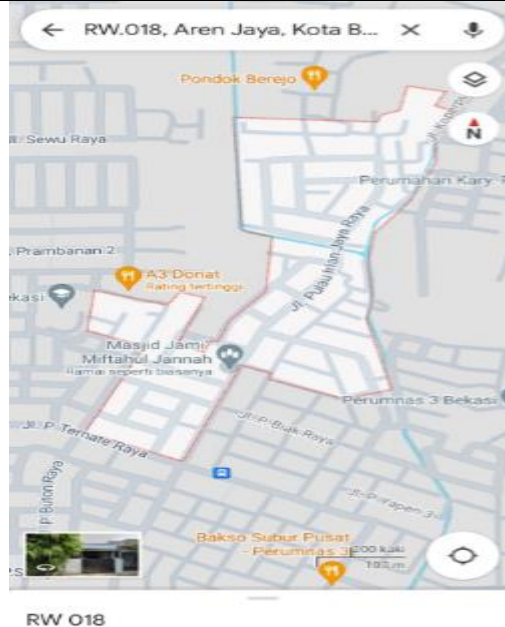 RW.018, Aren Jaya, Kota B...
Pondok Berejo
Sewu Raya
Jl. Koperpu
N
Perumahan Kary.
Prambanan 2
Jl. Pulau Irian Jaya Raya
A3 Donat
Rating tertinggi
kasi
Masjid Jami
Miftahul Jannah
Ramai seperti biasanya
Perumnas 3 Bekasi
Jl. P. Biak Raya
Jl. P. Ternate Raya
P. Buton Raya
Bakso Subur Pusat
- Perumnas 3
200 kaki
RW 018